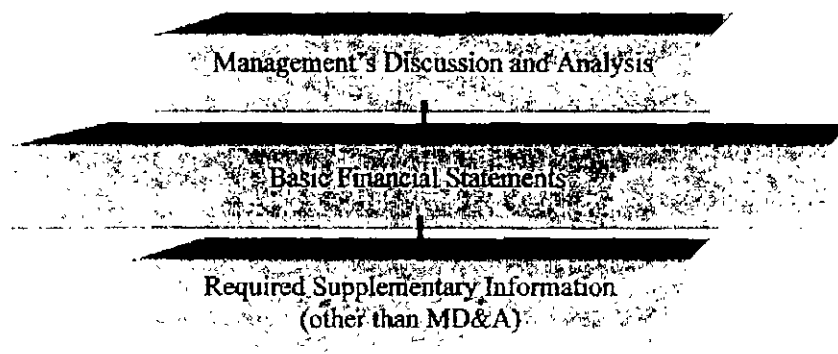 Management's Discussion and Analysis
Basic Financial Statements
Required Supplementary Information
(other than MD&A)